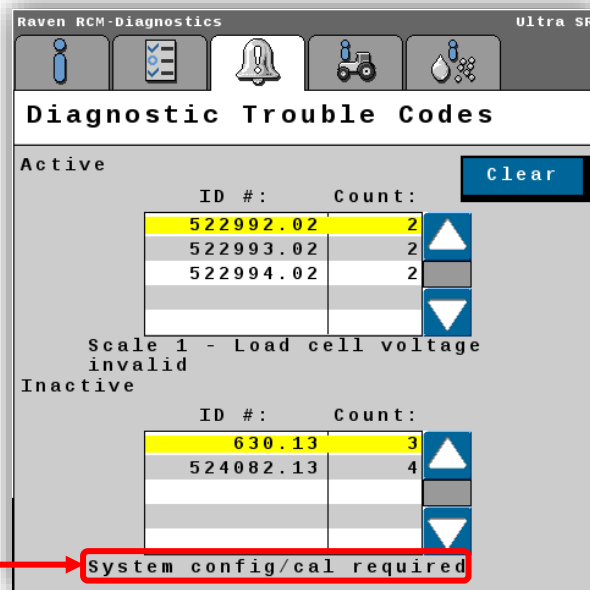 Raven RCM-Diagnostics Ultra SR
Diagnostic Trouble Codes
Active
Clear
ID #: Count:
522992.02 2
522993.02 2
522994.02 2
Scale 1 - Load cell voltage
invalid
Inactive
ID #: Count:
630.13 3
524082.13 4
System config/cal required